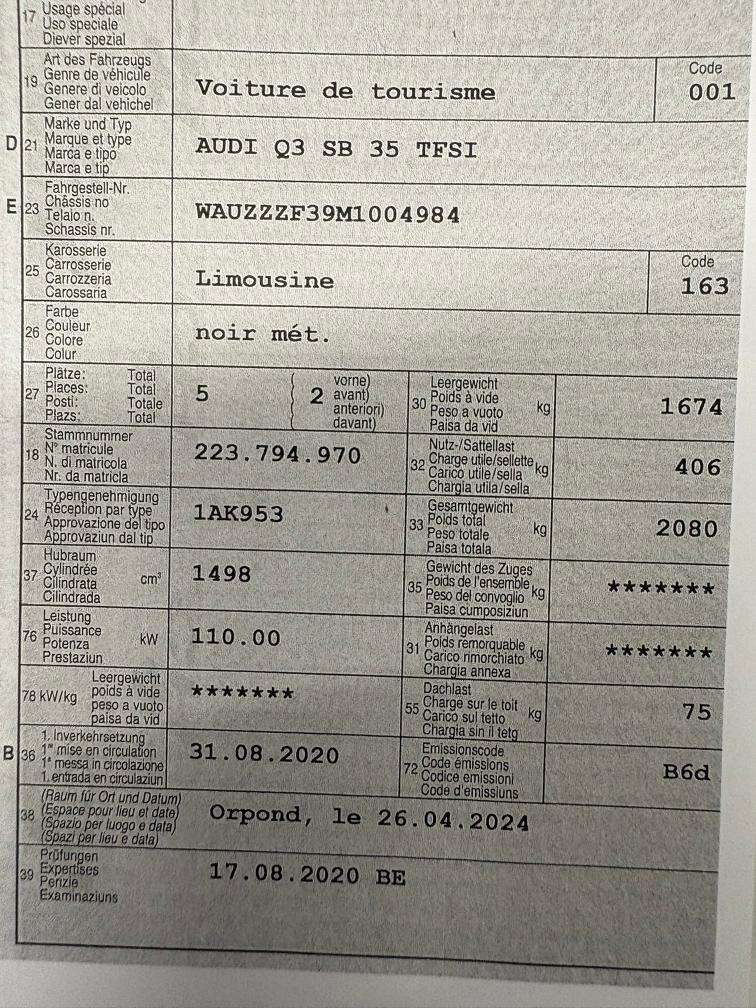 17 Usage spécial
Uso speciale
Diever spezial
Art des Fahrzeugs
19 Genre de véhicule
Genere di veicolo
Gener dal vehichel
Voiture de tourisme
Code
001
Marke und Typ
D 21 Marque et type
Marca e tipo
Marca e tip
AUDI Q3 SB 35 TFSI
Fahrgestell-Nr.
E 23 Châssis no
Telaio n.
Schassis nr.
WAUZZZF39M1004984
Karosserie
25 Carrosserie
Carrozzeria
Carossaria
Limousine
Code
163
Farbe
26 Couleur
Colore
Colur
noir mét.
Plätze: Total
27 Places: Total
Posti: Totale
Plazs: Total
5
2
vorne)
avant)
anteriori)
davant)
Leergewicht
30 Poids à vide
Peso a vuoto kg
Paisa da vid
1674
Stammnummer
18 N° matricule
N. di matricola
Nr. da matricla
223.794.970
Nutz-/Sattellast
32 Charge utile/sellette kg
Carico utile/sella
Chargia utila/sella
406
Typengenehmigung
24 Réception par type
Approvazione del tipo
Approvaziun dal tip
1AK953
Gesamtgewicht
33 Poids total
Peso totale kg
Paisa totala
2080
Hubraum
37 Cylindrée
Cilindrata cm³
Cilindrada
1498
Gewicht des Zuges
35 Poids de l'ensemble kg
Peso del convoglio
Paisa cumposiziun
*******
Leistung
76 Puissance kW
Potenza
Prestaziun
110.00
Anhängelast
31 Poids remorquable kg
Carico rimorchiato
Chargia annexa
*******
Leergewicht
78 kW/kg poids à vide
peso a vuoto
paisa da vid
*******
Dachlast
55 Charge sur le toit kg
Carico sul tetto
Chargia sin il tetg
75
1. Inverkehrsetzung
B 36 1re mise en circulation
1a messa in circolazione
1. entrada en circulaziun
31.08.2020
Emissionscode
72 Code émissions
Codice emissioni
Code d'emissiuns
B6d
(Raum für Ort und Datum)
38 (Espace pour lieu et date)
(Spazio per luogo e data)
(Spazi per lieu e data)
Orpond, le 26.04.2024
Prüfungen
39 Expertises
Perizie
Examinaziuns
17.08.2020 BE